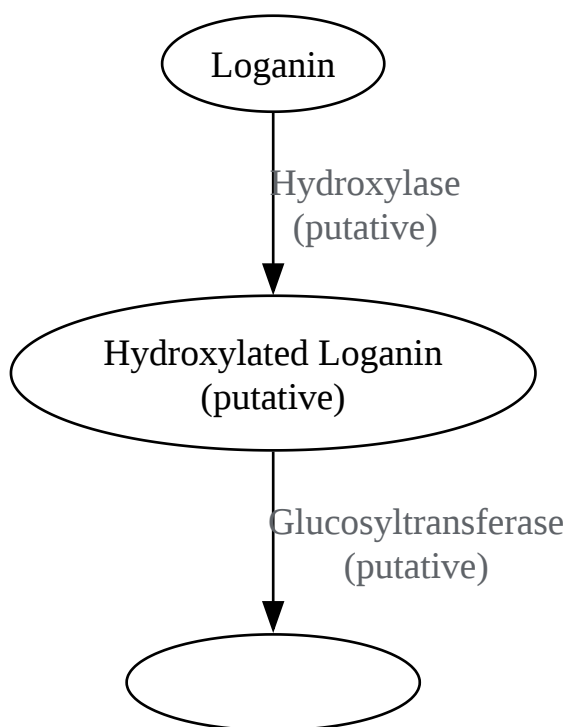 Loganin
Hydroxylase
(putative)
Hydroxylated Loganin
(putative)
Glucosyltransferase
(putative)